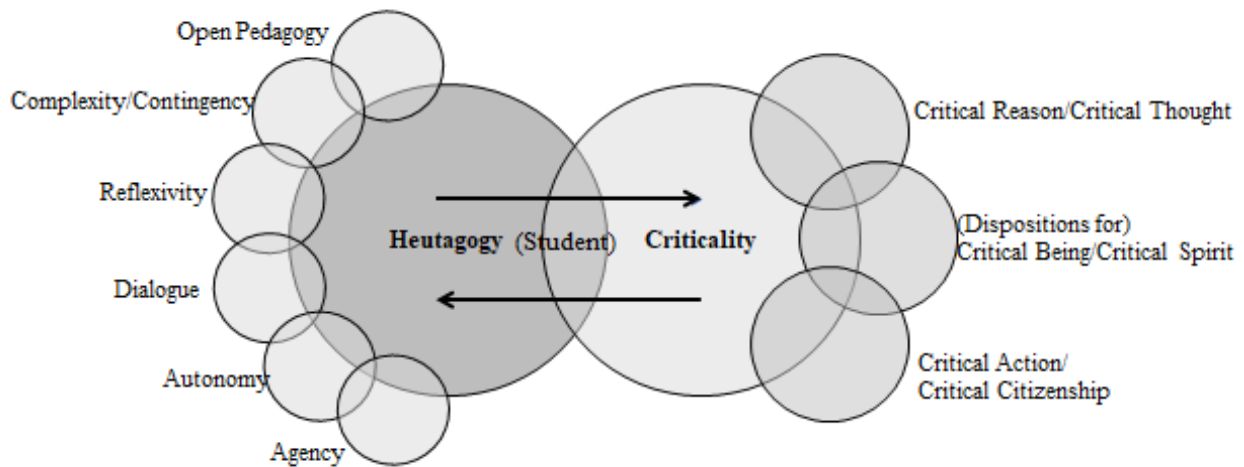 Open Pedagogy
Complexity/Contingency
Reflexivity
Dialogue
Autonomy
Agency
Heutagogy (Student) Criticality
Critical Reason/Critical Thought
(Dispositions for)
Critical Being/Critical Spirit
Critical Action/
Critical Citizenship